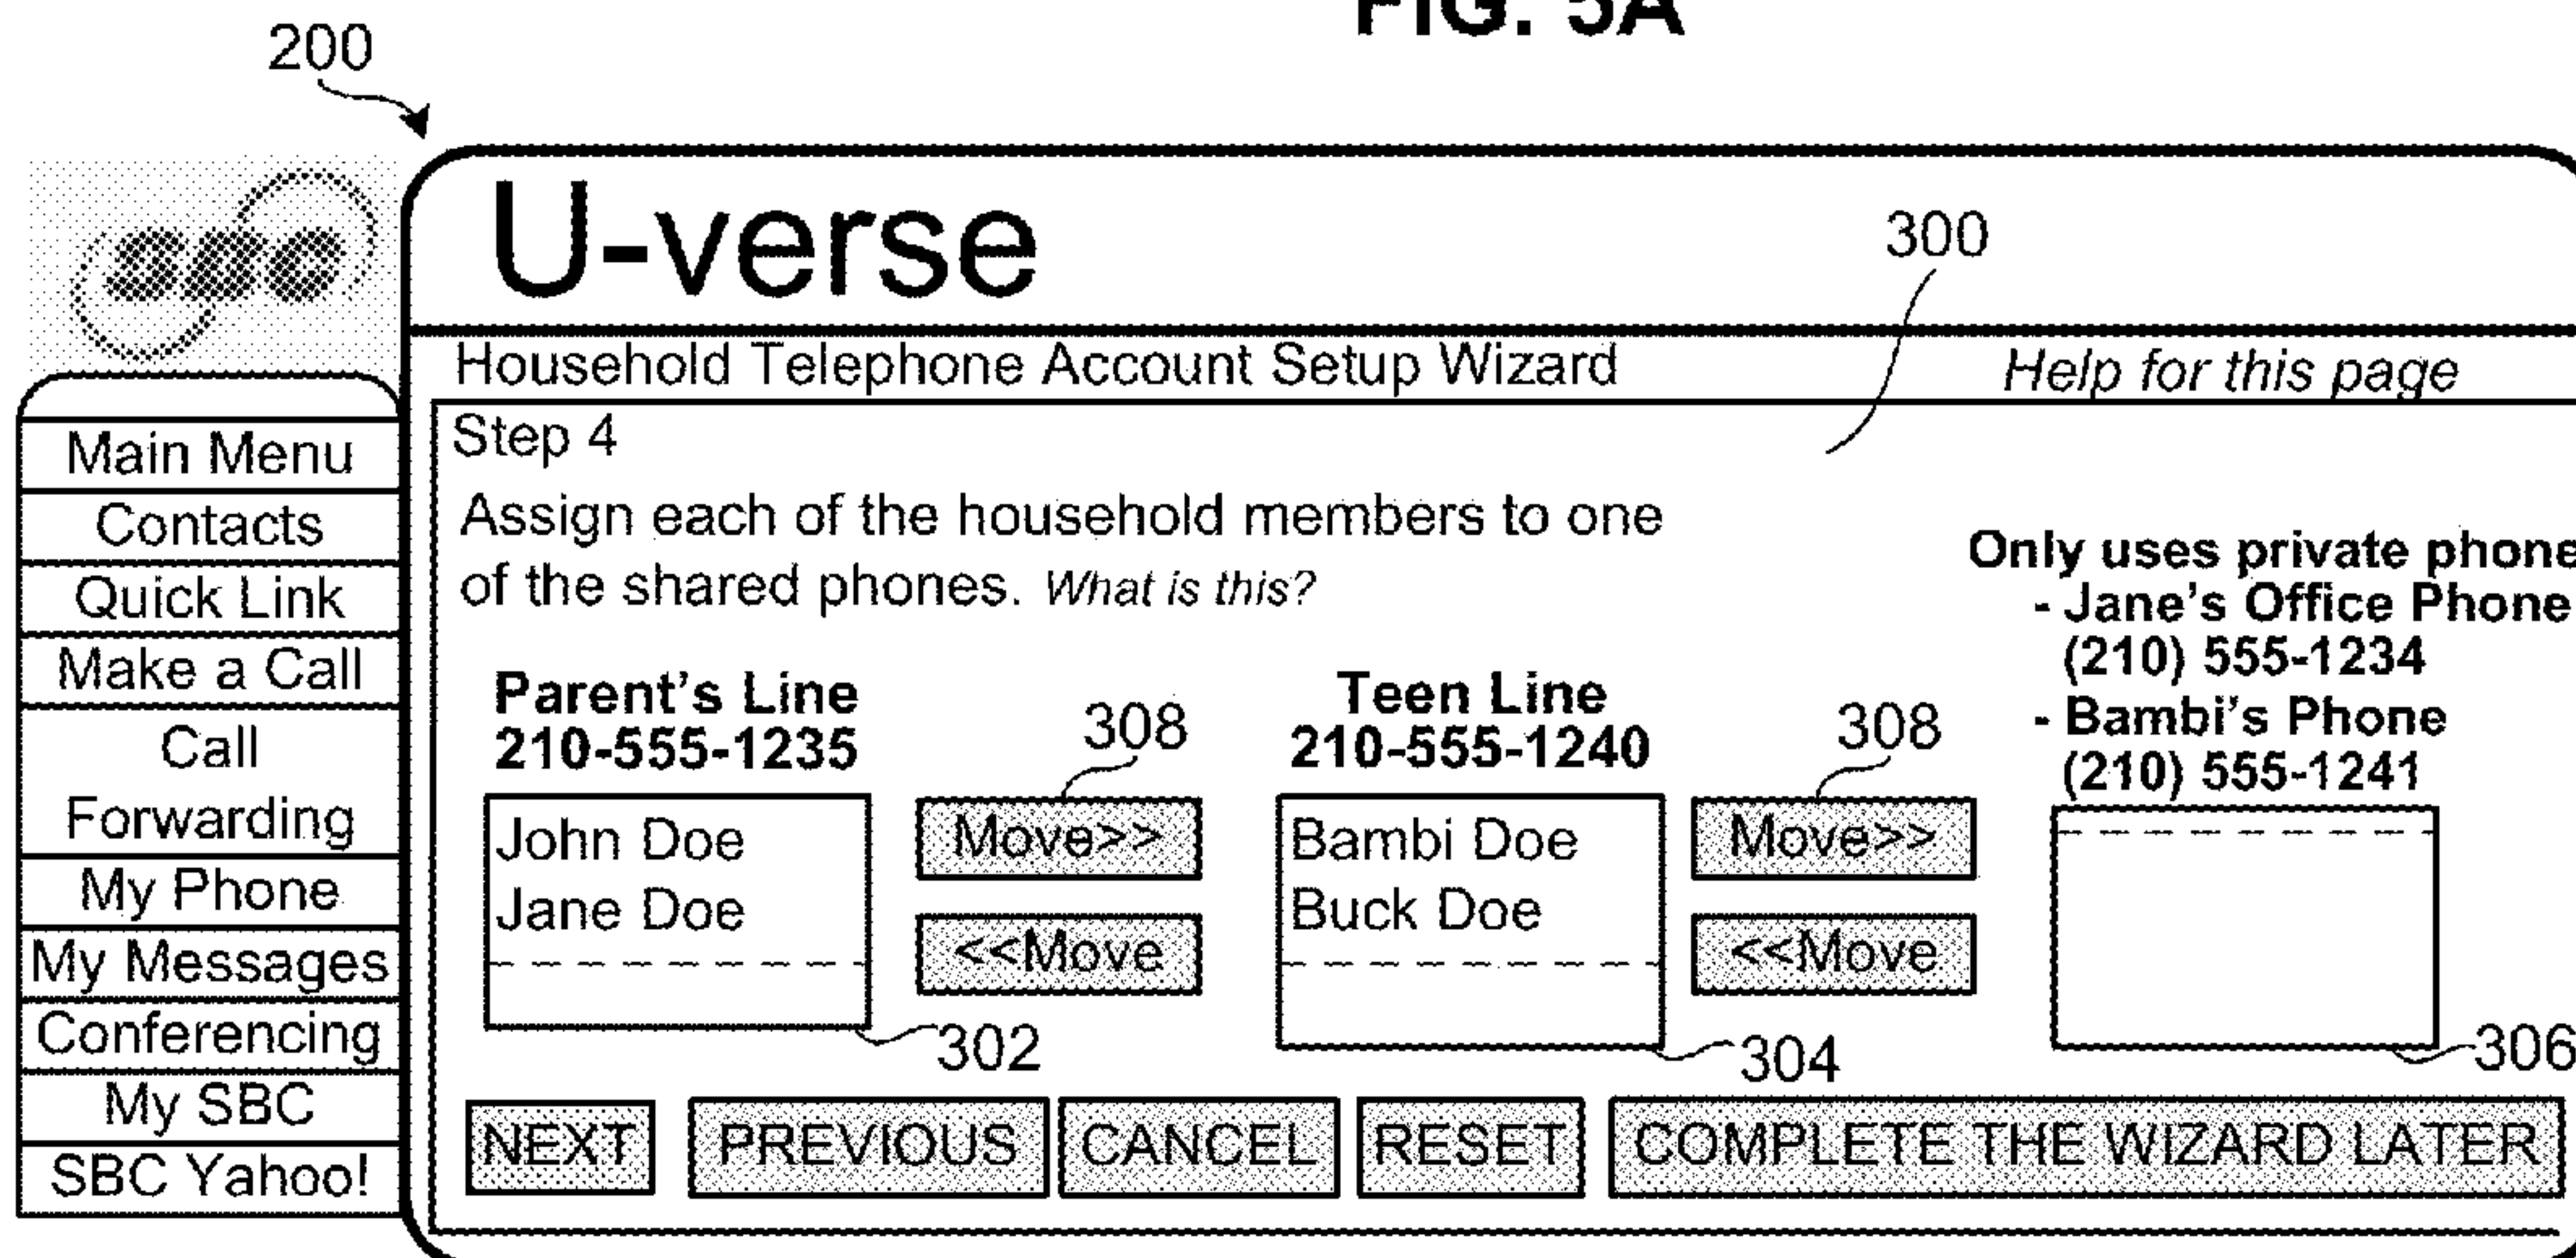 FIG. 5A
200
SBC
U-verse
300
Household Telephone Account Setup Wizard
Help for this page
Main Menu
Contacts
Quick Link
Make a Call
Call
Forwarding
My Phone
My Messages
Conferencing
My SBC
SBC Yahoo!
Step 4
Assign each of the household members to one
of the shared phones. What is this?
Only uses private phone
- Jane's Office Phone
(210) 555-1234
- Bambi's Phone
(210) 555-1241
Parent's Line
210-555-1235
308
Teen Line
210-555-1240
308
John Doe
Jane Doe
Move>>
<<Move
Bambi Doe
Buck Doe
Move>>
<<Move
302
304
306
NEXT
PREVIOUS
CANCEL
RESET
COMPLETE THE WIZARD LATER